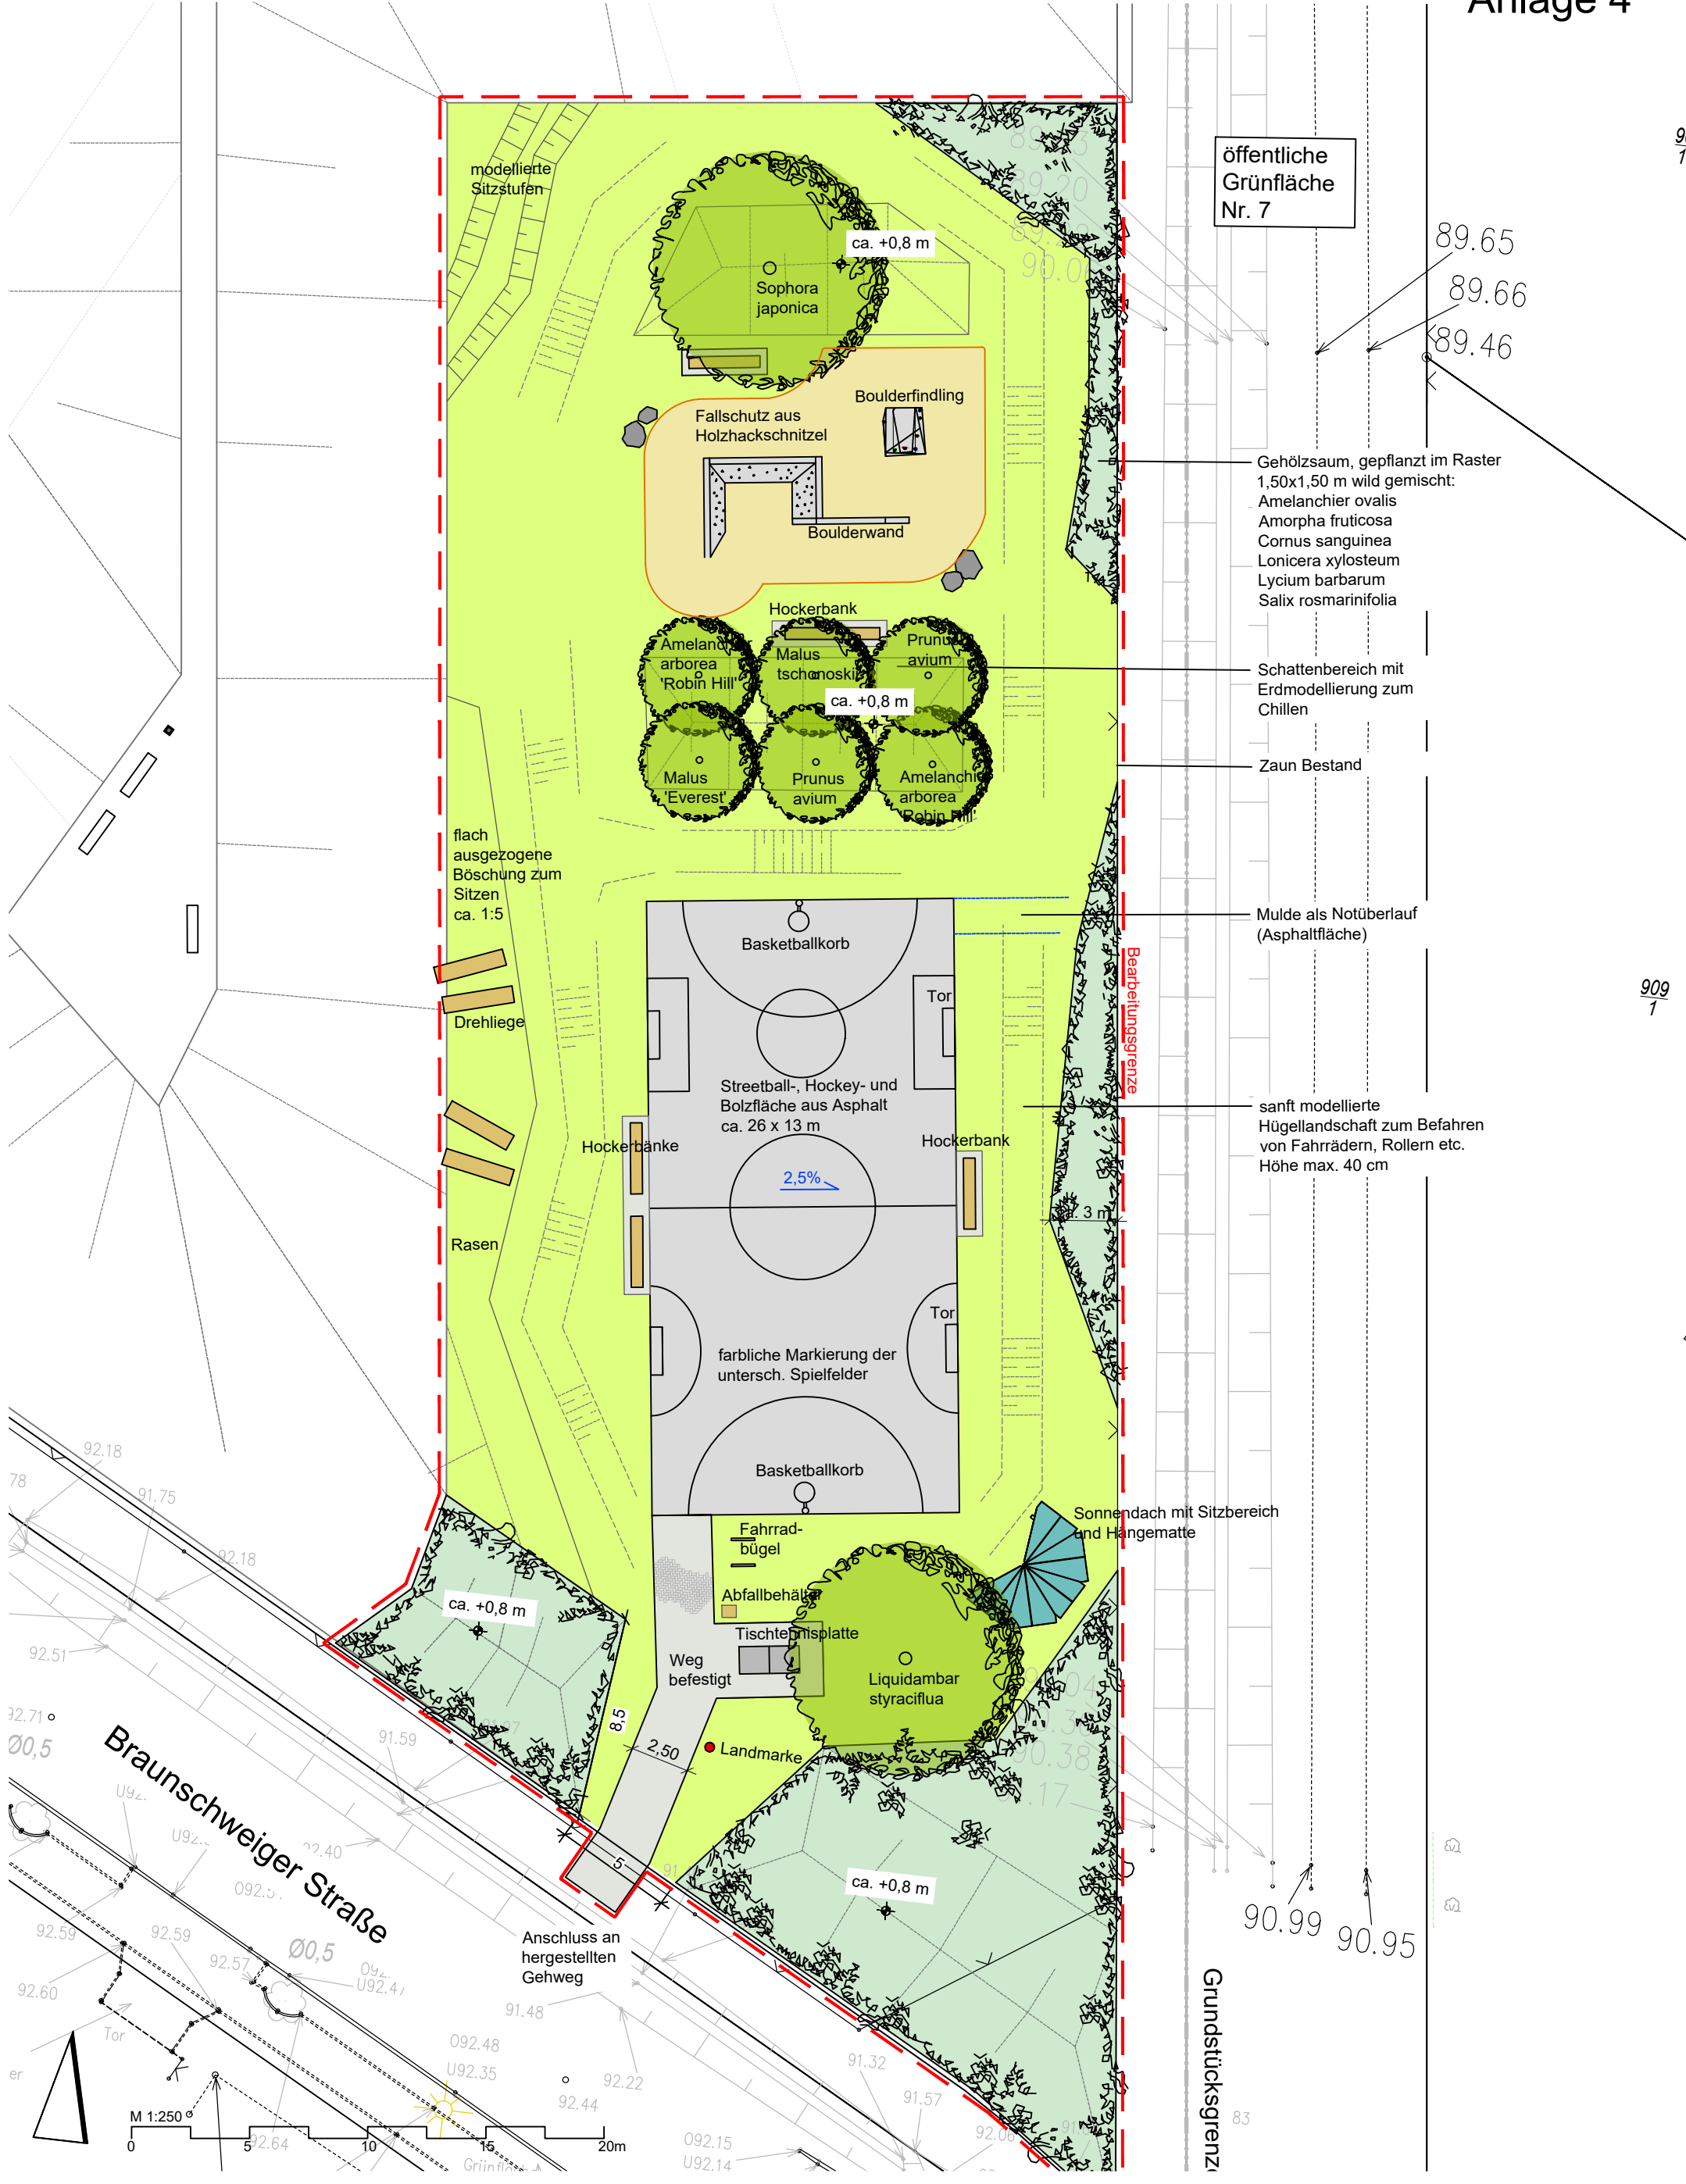 Anlage 4
öffentliche
Grünfläche
Nr. 7
modellierte
Sitzstufen
ca. +0,8 m
Sophora
japonica
89.65
89.66
89.46
Boulderfindling
Fallschutz aus
Holzhackschnitzel
Boulderwand
Gehölzsaum, gepflanzt im Raster
1,50x1,50 m wild gemischt:
Amelanchier ovalis
Amorpha fruticosa
Cornus sanguinea
Lonicera xylosteum
Lycium barbarum
Salix rosmarinifolia
Hockerbank
arborea
'Robin Hill'
Malus
tschonoskii
Prunus
avium
ca. +0,8 m
Malus
'Everest'
Prunus
avium
arborea
'Robin Hill'
Schattenbereich mit
Erdmodellierung zum
Chillen
Zaun Bestand
flach
ausgezogene
Böschung zum
Sitzen
ca. 1:5
Mulde als Notüberlauf
(Asphaltfläche)
Basketballkorb
Tor
Bearbeitungsgrenze
909
1
Drehliege
Streetball-, Hockey- und
Bolzfläche aus Asphalt
ca. 26 x 13 m
Hockerbänke
Hockerbank
sanft modellierte
Hügellandschaft zum Befahren
von Fahrrädern, Rollern etc.
Höhe max. 40 cm
2,5%
3 m
Rasen
Tor
farbliche Markierung der
untersch. Spielfelder
Basketballkorb
Sonnendach mit Sitzbereich
und Hängematte
Fahrrad-
bügel
Abfallbehälter
Tischtennisplatte
Weg
befestigt
Liquidambar
styraciflua
ca. +0,8 m
8,5
2,50
Landmarke
5
ca. +0,8 m
Anschluss an
hergestellten
Gehweg
Braunschweiger Straße
92.18
91.75
92.18
92.51
92.71
Ø0,5
91.59
92.59
92.59
92.57
Ø0,5
92.60
Tor
91.48
O92.48
U92.35
92.22
92.44
91.32
91.57
O92.15
U92.14
92.64
90.38
90.99
90.95
Grundstücksgrenze
83
M 1:250
0
5
10
15
20m